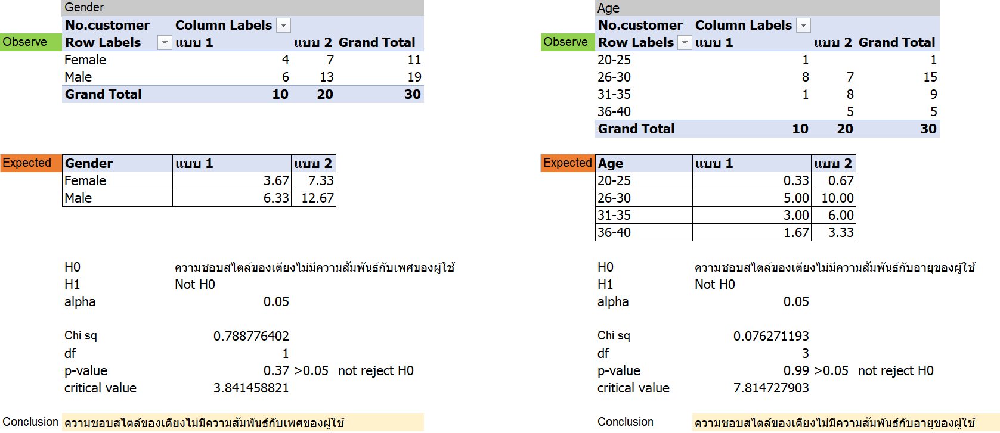 Gender
No.customer Column Labels
Observe Row Labels แบบ 1 แบบ 2 Grand Total
Female 4 7 11
Male 6 13 19
Grand Total 10 20 30
Expected Gender แบบ 1 แบบ 2
Female 3.67 7.33
Male 6.33 12.67
H0 ความชอบสไตล์ของเตียงไม่มีความสัมพันธ์กับเพศของผู้ใช้
H1 Not H0
alpha 0.05
Chi sq 0.788776402
df 1
p-value 0.37 >0.05 not reject H0
critical value 3.841458821
Conclusion ความชอบสไตล์ของเตียงไม่มีความสัมพันธ์กับเพศของผู้ใช้
Age
No.customer Column Labels
Observe Row Labels แบบ 1 แบบ 2 Grand Total
20-25 1 1
26-30 8 7 15
31-35 1 8 9
36-40 5 5
Grand Total 10 20 30
Expected Age แบบ 1 แบบ 2
20-25 0.33 0.67
26-30 5.00 10.00
31-35 3.00 6.00
36-40 1.67 3.33
H0 ความชอบสไตล์ของเตียงไม่มีความสัมพันธ์กับอายุของผู้ใช้
H1 Not H0
alpha 0.05
Chi sq 0.076271193
df 3
p-value 0.99 >0.05 not reject H0
critical value 7.814727903
Conclusion ความชอบสไตล์ของเตียงไม่มีความสัมพันธ์กับอายุของผู้ใช้